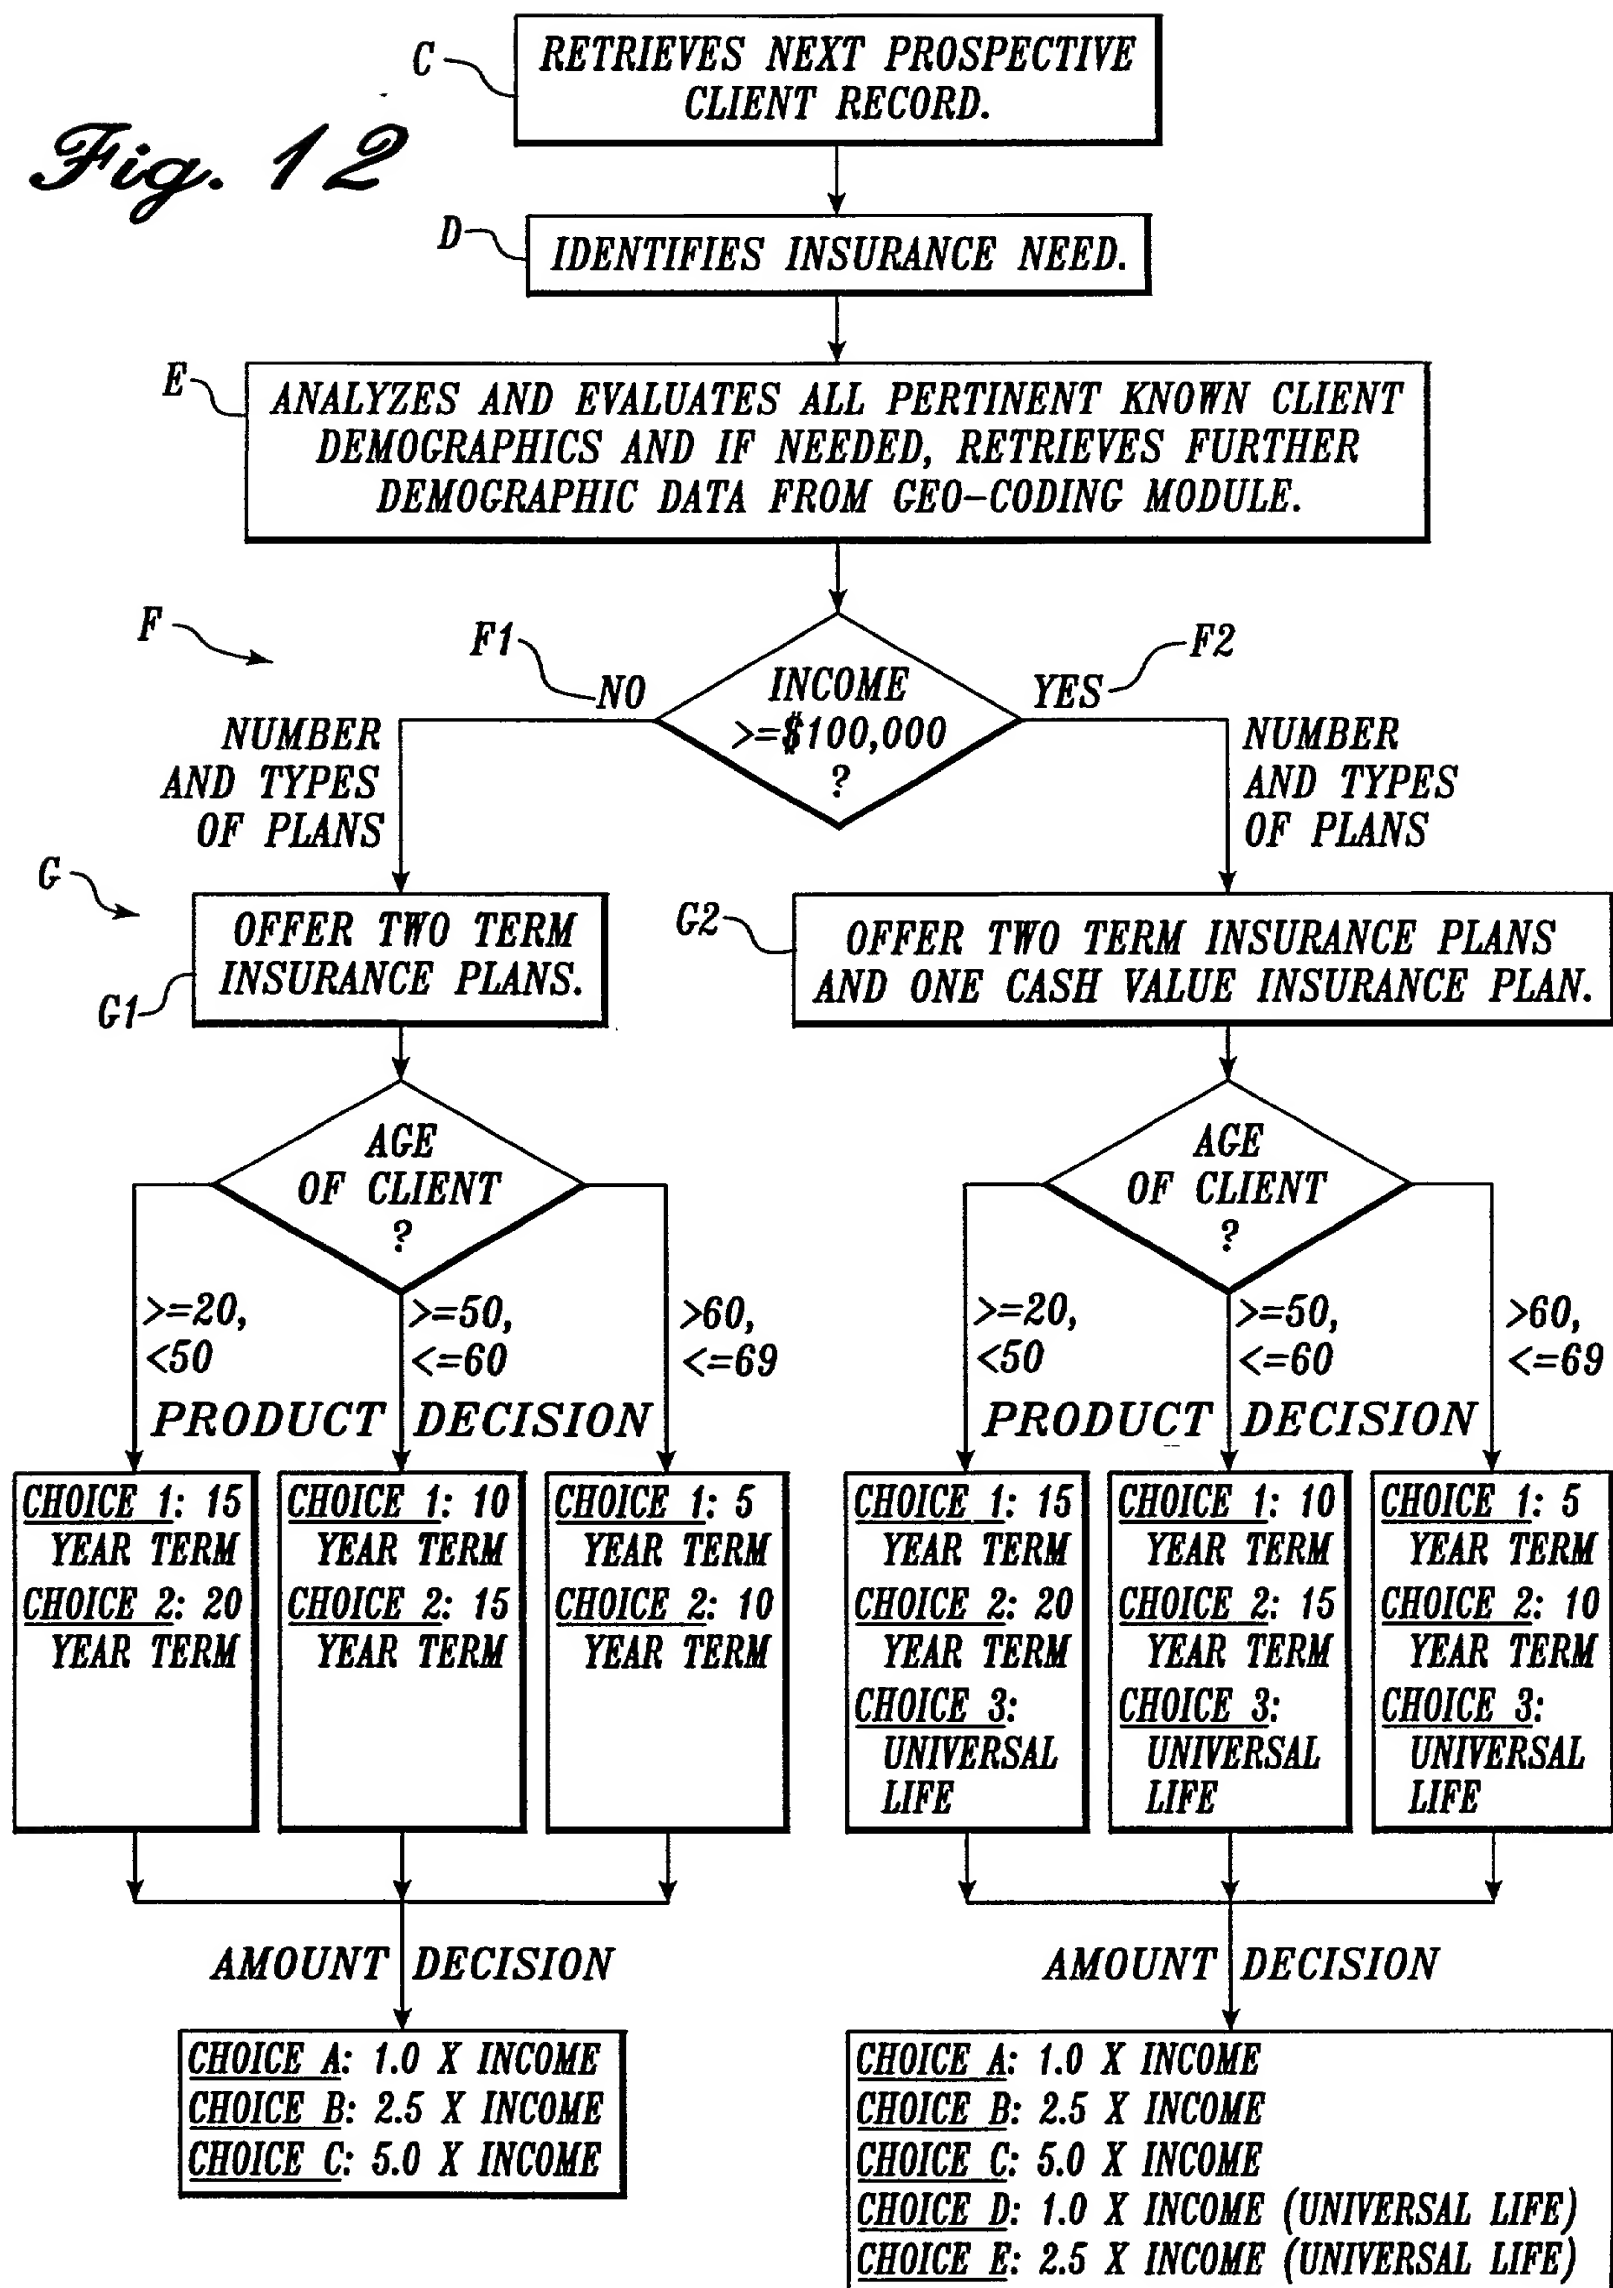 C
RETRIEVES NEXT PROSPECTIVE
CLIENT RECORD.
Fig. 12
D
IDENTIFIES INSURANCE NEED.
E
ANALYZES AND EVALUATES ALL PERTINENT KNOWN CLIENT
DEMOGRAPHICS AND IF NEEDED, RETRIEVES FURTHER
DEMOGRAPHIC DATA FROM GEO-CODING MODULE.
F
F1
NO
INCOME
>=$100,000
?
YES
F2
NUMBER
AND TYPES
OF PLANS
NUMBER
AND TYPES
OF PLANS
G
G1
OFFER TWO TERM
INSURANCE PLANS.
G2
OFFER TWO TERM INSURANCE PLANS
AND ONE CASH VALUE INSURANCE PLAN.
AGE
OF CLIENT
?
>=20,
<50
>=50,
<=60
>60,
<=69
PRODUCT DECISION
CHOICE 1: 15
YEAR TERM
CHOICE 2: 20
YEAR TERM
CHOICE 1: 10
YEAR TERM
CHOICE 2: 15
YEAR TERM
CHOICE 1: 5
YEAR TERM
CHOICE 2: 10
YEAR TERM
AMOUNT DECISION
CHOICE A: 1.0 X INCOME
CHOICE B: 2.5 X INCOME
CHOICE C: 5.0 X INCOME
AGE
OF CLIENT
?
>=20,
<50
>=50,
<=60
>60,
<=69
PRODUCT DECISION
CHOICE 1: 15
YEAR TERM
CHOICE 2: 20
YEAR TERM
CHOICE 3:
UNIVERSAL
LIFE
CHOICE 1: 10
YEAR TERM
CHOICE 2: 15
YEAR TERM
CHOICE 3:
UNIVERSAL
LIFE
CHOICE 1: 5
YEAR TERM
CHOICE 2: 10
YEAR TERM
CHOICE 3:
UNIVERSAL
LIFE
AMOUNT DECISION
CHOICE A: 1.0 X INCOME
CHOICE B: 2.5 X INCOME
CHOICE C: 5.0 X INCOME
CHOICE D: 1.0 X INCOME (UNIVERSAL LIFE)
CHOICE E: 2.5 X INCOME (UNIVERSAL LIFE)